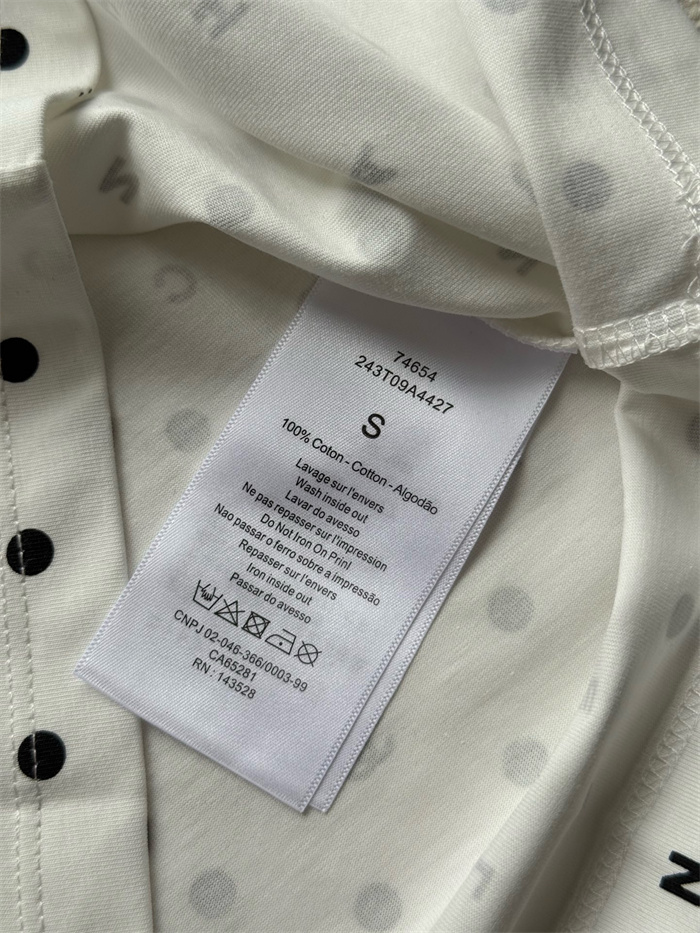 74654
243T09A4427
S
100% Coton - Cotton - Algodão
Lavage sur l'envers
Wash inside out
Lavar do avesso
Ne pas repasser sur l'impression
Do Not Iron On Prinl
Nao passar o ferro sobre a impressão
Repasser sur l'envers
Iron inside out
Passar do avesso
CNPJ 02-046-366/0003-99
CA65281
RN : 143528
N